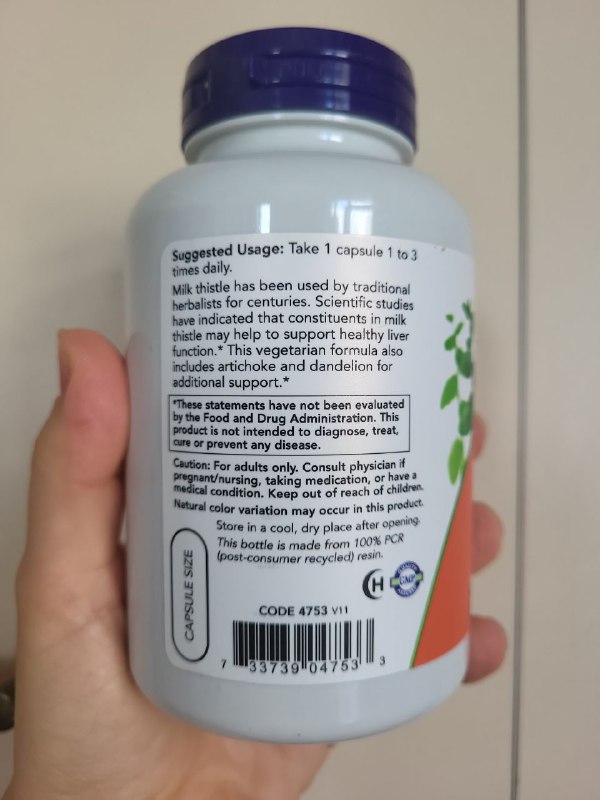 Suggested Usage: Take 1 capsule 1 to 3
times daily.
Milk thistle has been used by traditional
herbalists for centuries. Scientific studies
have indicated that constituents in milk
thistle may help to support healthy liver
function.* This vegetarian formula also
includes artichoke and dandelion for
additional support.*
*These statements have not been evaluated
by the Food and Drug Administration. This
product is not intended to diagnose, treat,
cure or prevent any disease.
Caution: For adults only. Consult physician if
pregnant/nursing, taking medication, or have a
medical condition. Keep out of reach of children.
Natural color variation may occur in this product.
Store in a cool, dry place after opening.
This bottle is made from 100% PCR
(post-consumer recycled) resin.
CAPSULE SIZE
H
GMP
CODE 4753 V11
7 33739 04753 3